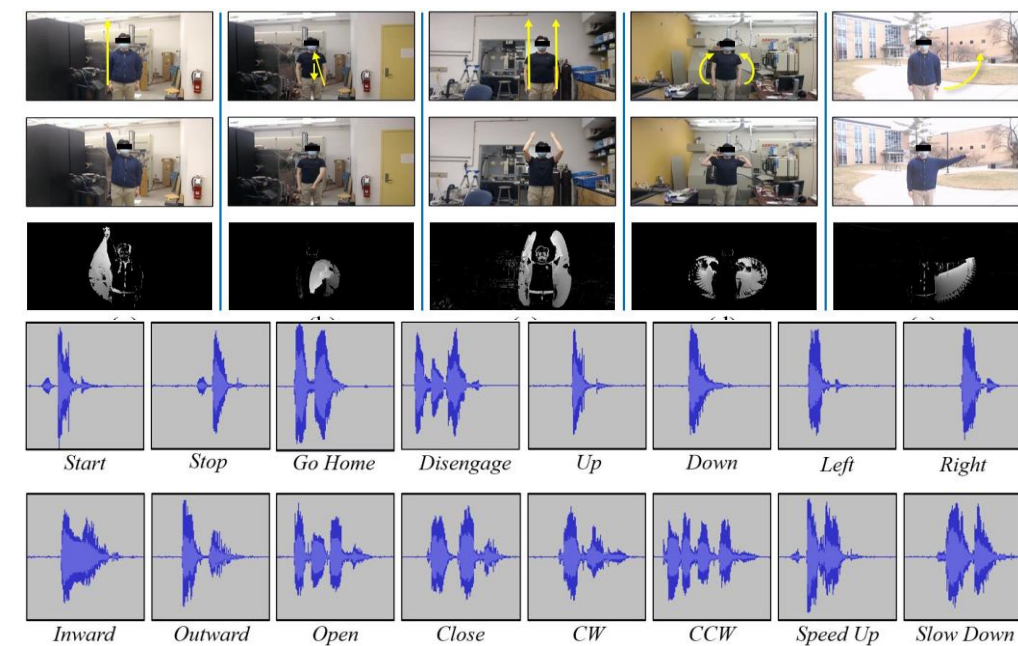 Start Stop Go Home Disengage Up Down Left Right
Inward Outward Open Close CW CCW Speed Up Slow Down